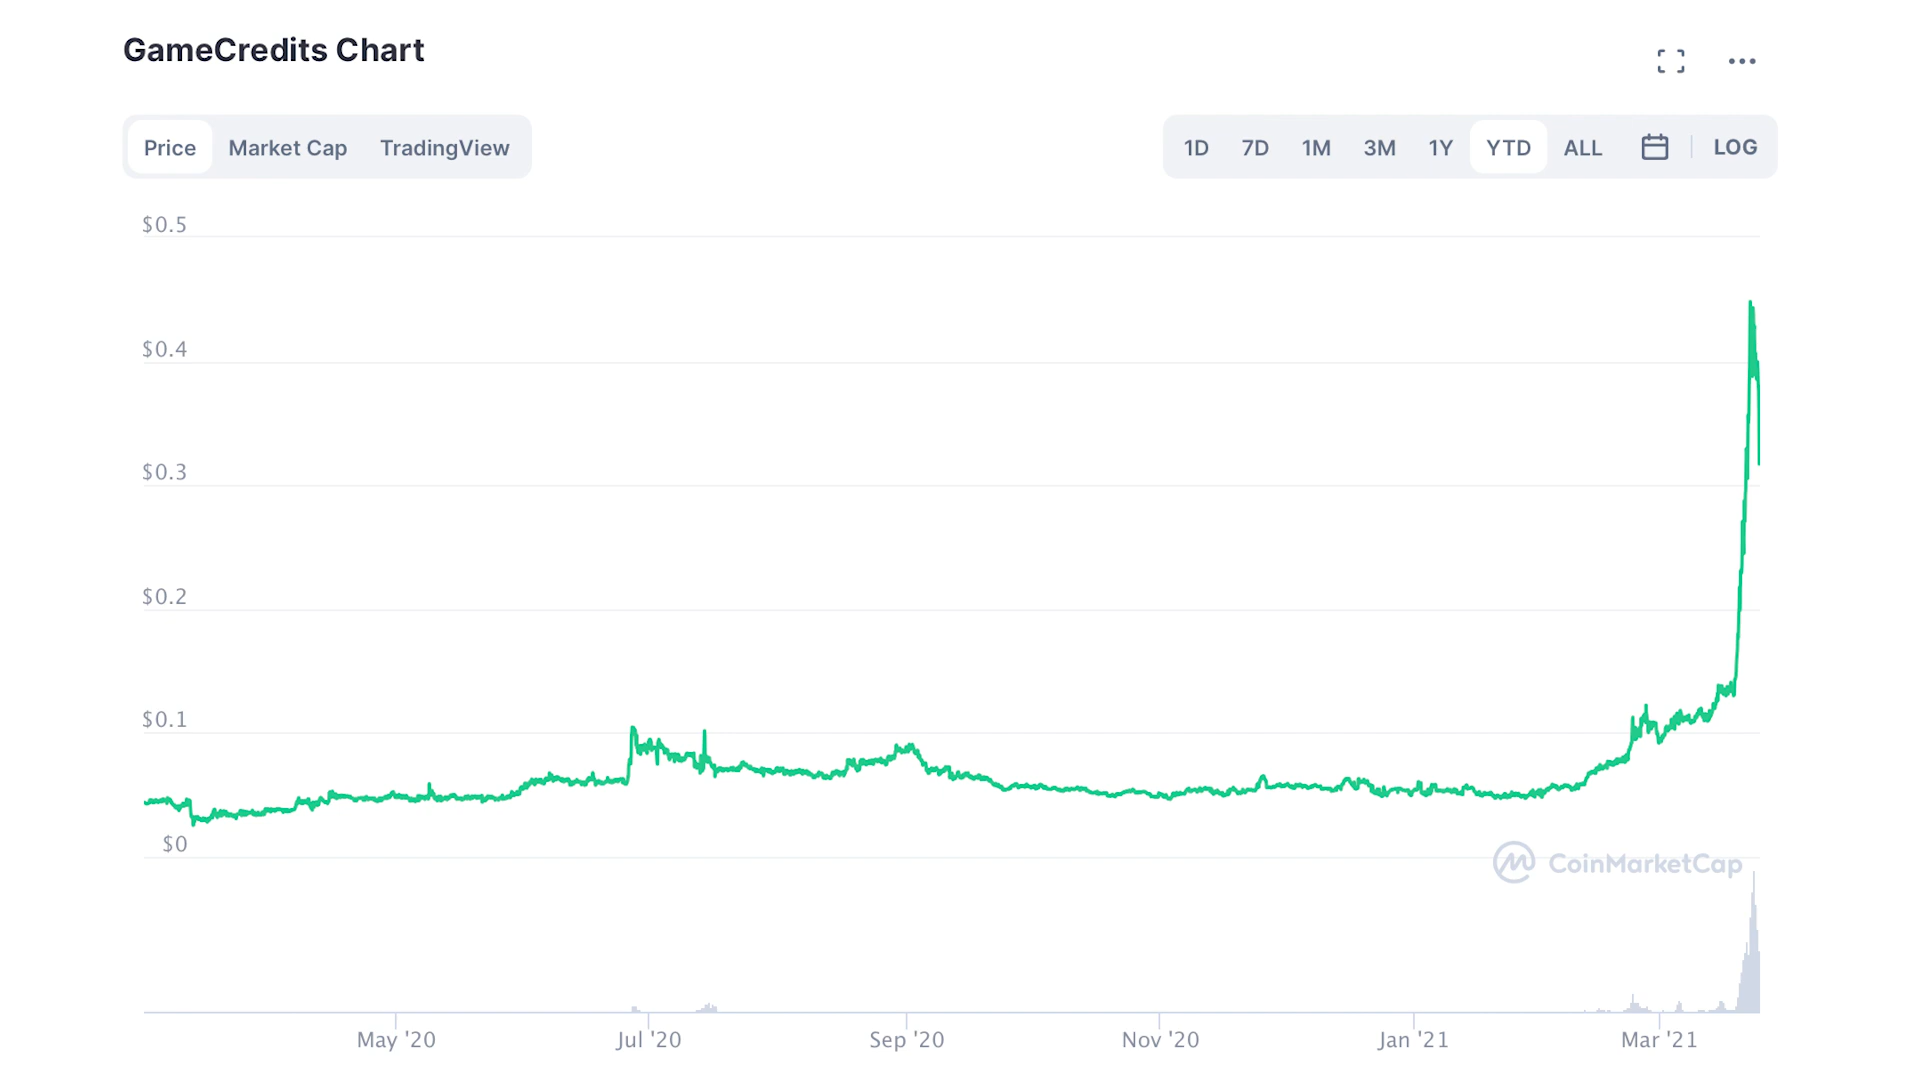 GameCredits Chart
Price Market Cap TradingView
1D 7D 1M 3M 1Y YTD ALL LOG
$0.5
$0.4
$0.3
$0.2
$0.1
$0
CoinMarketCap
May '20 Jul '20 Sep '20 Nov '20 Jan '21 Mar '21